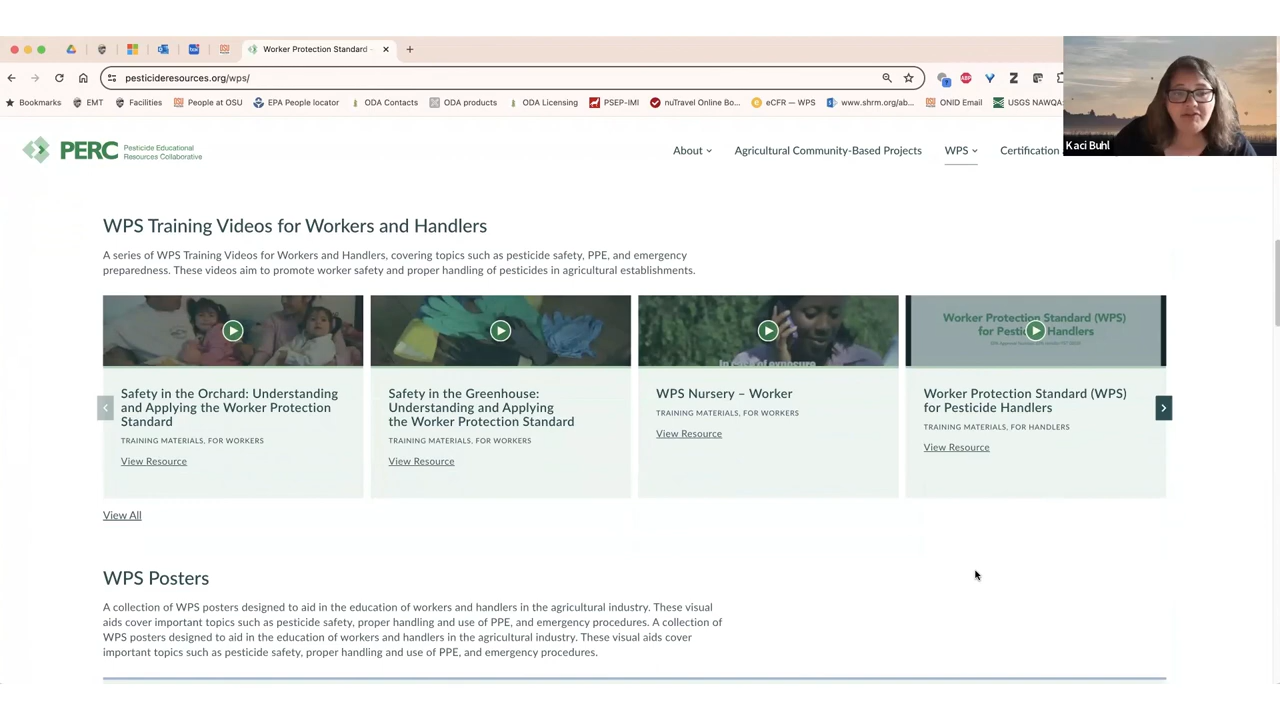 Worker Protection Standard -
pesticideresources.org/wps/
Bookmarks EMT Facilities People at OSU EPA People locator ODA Contacts ODA products ODA Licensing PSEP-IMI nuTravel Online Bo... eCFR — WPS www.shrm.org/ab... ONID Email USGS NAWQA
Kaci Buhl
PERC Pesticide Educational
Resources Collaborative
About Agricultural Community-Based Projects WPS Certification
WPS Training Videos for Workers and Handlers
A series of WPS Training Videos for Workers and Handlers, covering topics such as pesticide safety, PPE, and emergency
preparedness. These videos aim to promote worker safety and proper handling of pesticides in agricultural establishments.
In case of exposure
Worker Protection Standard (WPS)
for Pesticide Handlers
Safety in the Orchard: Understanding
and Applying the Worker Protection
Standard
TRAINING MATERIALS, FOR WORKERS
View Resource
Safety in the Greenhouse:
Understanding and Applying
the Worker Protection Standard
TRAINING MATERIALS, FOR WORKERS
View Resource
WPS Nursery – Worker
TRAINING MATERIALS, FOR WORKERS
View Resource
Worker Protection Standard (WPS)
for Pesticide Handlers
TRAINING MATERIALS, FOR HANDLERS
View Resource
View All
WPS Posters
A collection of WPS posters designed to aid in the education of workers and handlers in the agricultural industry. These visual
aids cover important topics such as pesticide safety, proper handling and use of PPE, and emergency procedures. A collection of
WPS posters designed to aid in the education of workers and handlers in the agricultural industry. These visual aids cover
important topics such as pesticide safety, proper handling and use of PPE, and emergency procedures.